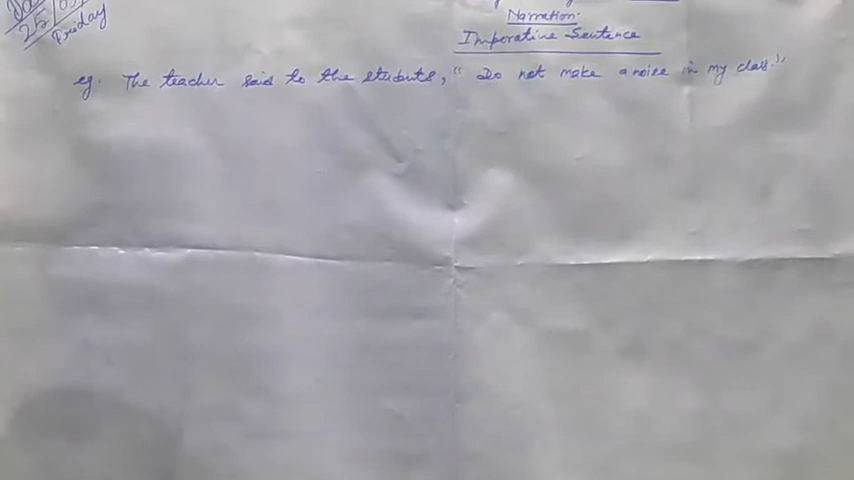 25/
Friday
Narration:
Imperative Sentence
eg. The teacher said to the students, "Do not make a noise in my class."